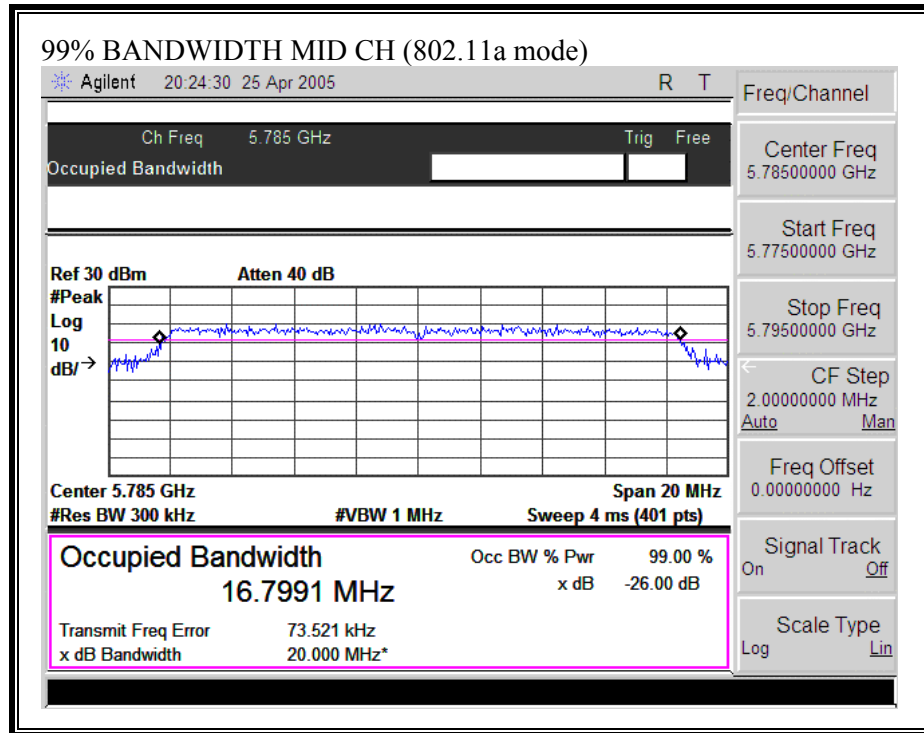 99% BANDWIDTH MID CH (802.11a mode)
Agilent 20:24:30 25 Apr 2005 R T
Freq/Channel
Ch Freq 5.785 GHz Trig Free
Occupied Bandwidth
Center Freq
5.78500000 GHz
Start Freq
5.77500000 GHz
Ref 30 dBm Atten 40 dB
#Peak
Log
10
dB/
Stop Freq
5.79500000 GHz
CF Step
2.00000000 MHz
Auto Man
Center 5.785 GHz Span 20 MHz
#Res BW 300 kHz #VBW 1 MHz Sweep 4 ms (401 pts)
Freq Offset
0.00000000 Hz
Occupied Bandwidth
16.7991 MHz
Occ BW % Pwr 99.00 %
x dB -26.00 dB
Transmit Freq Error 73.521 kHz
x dB Bandwidth 20.000 MHz*
Signal Track
On Off
Scale Type
Log Lin